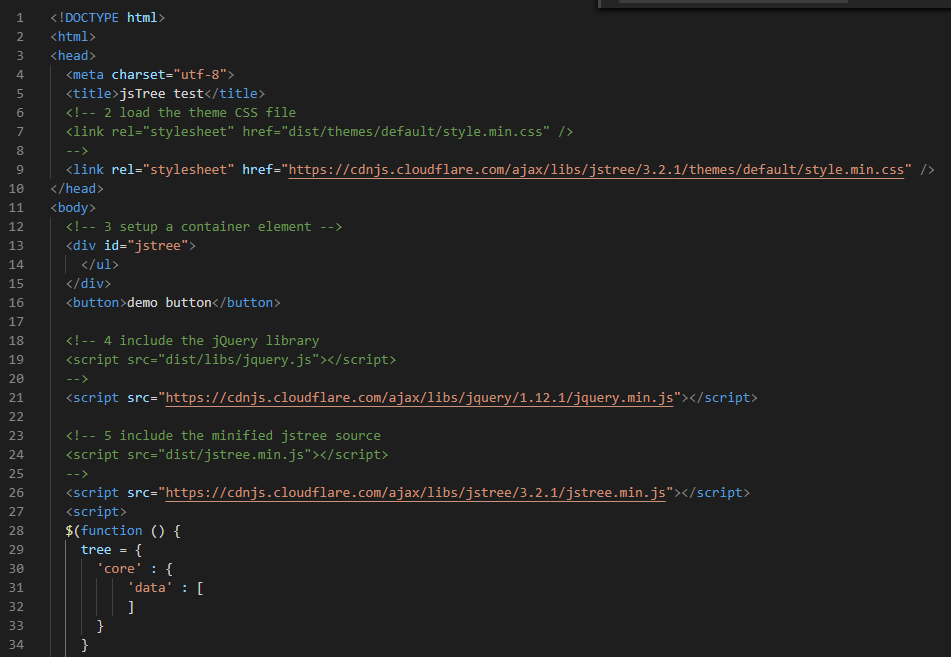 1 <!DOCTYPE html>
2 <html>
3 <head>
4   <meta charset="utf-8">
5   <title>jsTree test</title>
6   <!-- 2 load the theme CSS file
7   <link rel="stylesheet" href="dist/themes/default/style.min.css" />
8   -->
9   <link rel="stylesheet" href="https://cdnjs.cloudflare.com/ajax/libs/jstree/3.2.1/themes/default/style.min.css" />
10 </head>
11 <body>
12   <!-- 3 setup a container element -->
13   <div id="jstree">
14     </ul>
15   </div>
16   <button>demo button</button>
17
18   <!-- 4 include the jQuery library
19   <script src="dist/libs/jquery.js"></script>
20   -->
21   <script src="https://cdnjs.cloudflare.com/ajax/libs/jquery/1.12.1/jquery.min.js"></script>
22
23   <!-- 5 include the minified jstree source
24   <script src="dist/jstree.min.js"></script>
25   -->
26   <script src="https://cdnjs.cloudflare.com/ajax/libs/jstree/3.2.1/jstree.min.js"></script>
27   <script>
28   $(function () {
29     tree = {
30       'core' : {
31           'data' : [
32           ]
33       }
34     }